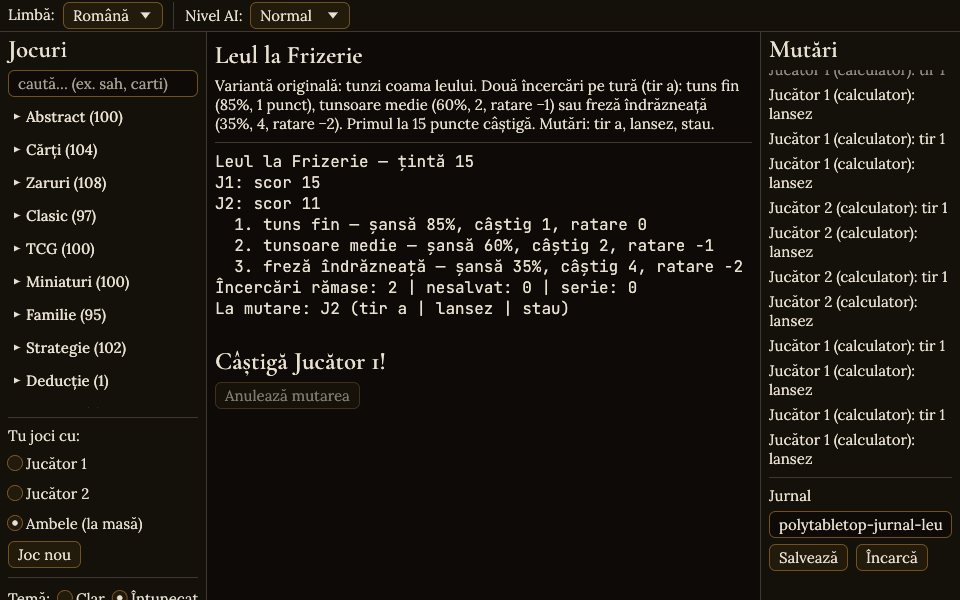 Limbă: Română ▼ Nivel AI: Normal ▼
Jocuri
caută... (ex. sah, carti)
▸ Abstract (100)
▸ Cărți (104)
▸ Zaruri (108)
▸ Clasic (97)
▸ TCG (100)
▸ Miniaturi (100)
▸ Familie (95)
▸ Strategie (102)
▸ Deducție (1)
Tu joci cu:
Jucător 1
Jucător 2
Ambele (la masă)
Joc nou
Temă: Clar Întunecat
Leul la Frizerie
Variantă originală: tunzi coama leului. Două încercări pe tură (tir a): tuns fin
(85%, 1 punct), tunsoare medie (60%, 2, ratare −1) sau freză îndrăzneață
(35%, 4, ratare −2). Primul la 15 puncte câștigă. Mutări: tir a, lansez, stau.
Leul la Frizerie — țintă 15
J1: scor 15
J2: scor 11
1. tuns fin — șansă 85%, câștig 1, ratare 0
2. tunsoare medie — șansă 60%, câștig 2, ratare -1
3. freză îndrăzneață — șansă 35%, câștig 4, ratare -2
Încercări rămase: 2 | nesalvat: 0 | serie: 0
La mutare: J2 (tir a | lansez | stau)
Câștigă Jucător 1!
Anulează mutarea
Mutări
Jucător 1 (calculator): tir 1
Jucător 1 (calculator):
lansez
Jucător 1 (calculator): tir 1
Jucător 1 (calculator):
lansez
Jucător 2 (calculator): tir 1
Jucător 2 (calculator):
lansez
Jucător 2 (calculator): tir 1
Jucător 2 (calculator):
lansez
Jucător 1 (calculator): tir 1
Jucător 1 (calculator):
lansez
Jucător 1 (calculator): tir 1
Jucător 1 (calculator):
lansez
Jurnal
polytabletop-jurnal-leu
Salvează Încarcă